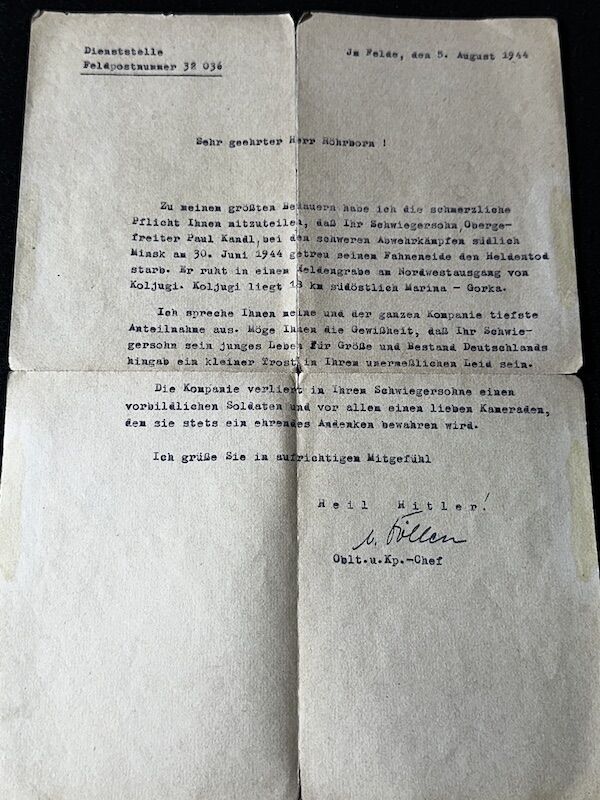 Dienststelle
Feldpostnummer 38 036
Jm Felde, den 5. August 1944
Sehr geehrter Herr Röhrborn !
Zu meinem größten Bedauern habe ich die schmerzliche
Pflicht Ihnen mitzuteilen, daß Ihr Schwiegersohn,Oberge-
freiter Paul Kandl,bei den schweren Abwehrkämpfen südlich
Minsk am 30. Juni 1944 getreu seinem Fahneneide den Heldentod
starb. Er ruht in einem Heldengrabe am Nordwestausgang von
Koljugi. Koljugi liegt 18 km südöstlich Marina - Gorka.
Ich spreche Ihnen meine und der ganzen Kompanie tiefste
Anteilnahme aus. Möge Ihnen die Gewißheit, daß Ihr Schwie-
gersohn sein junges Leben für Größe und Bestand Deutschlands
hingab ein kleiner Trost in Ihrem unermeßlichen Leid sein.
Die Kompanie verliert in Ihrem Schwiegersohne einen
vorbildlichen Soldaten und vor allem einen lieben Kameraden,
dem sie stets ein ehrendes Andenken bewahren wird.
Ich grüße Sie in aufrichtigem Mitgefühl
Heil Hitler!
Oblt.u.Kp.-Chef